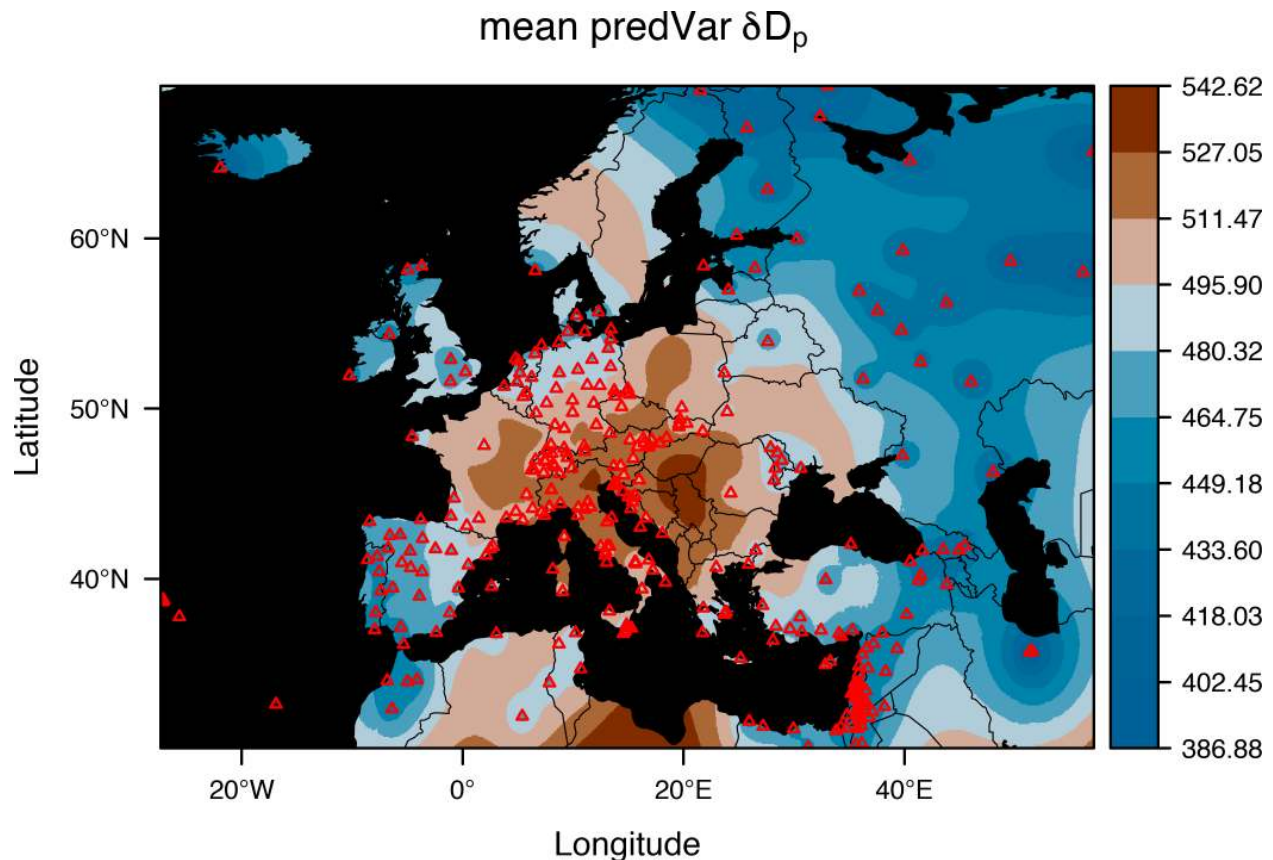 mean predVar δDₚ
542.62
527.05
511.47
495.90
480.32
464.75
449.18
433.60
418.03
402.45
386.88
60°N
50°N
40°N
Latitude
20°W 0° 20°E 40°E
Longitude